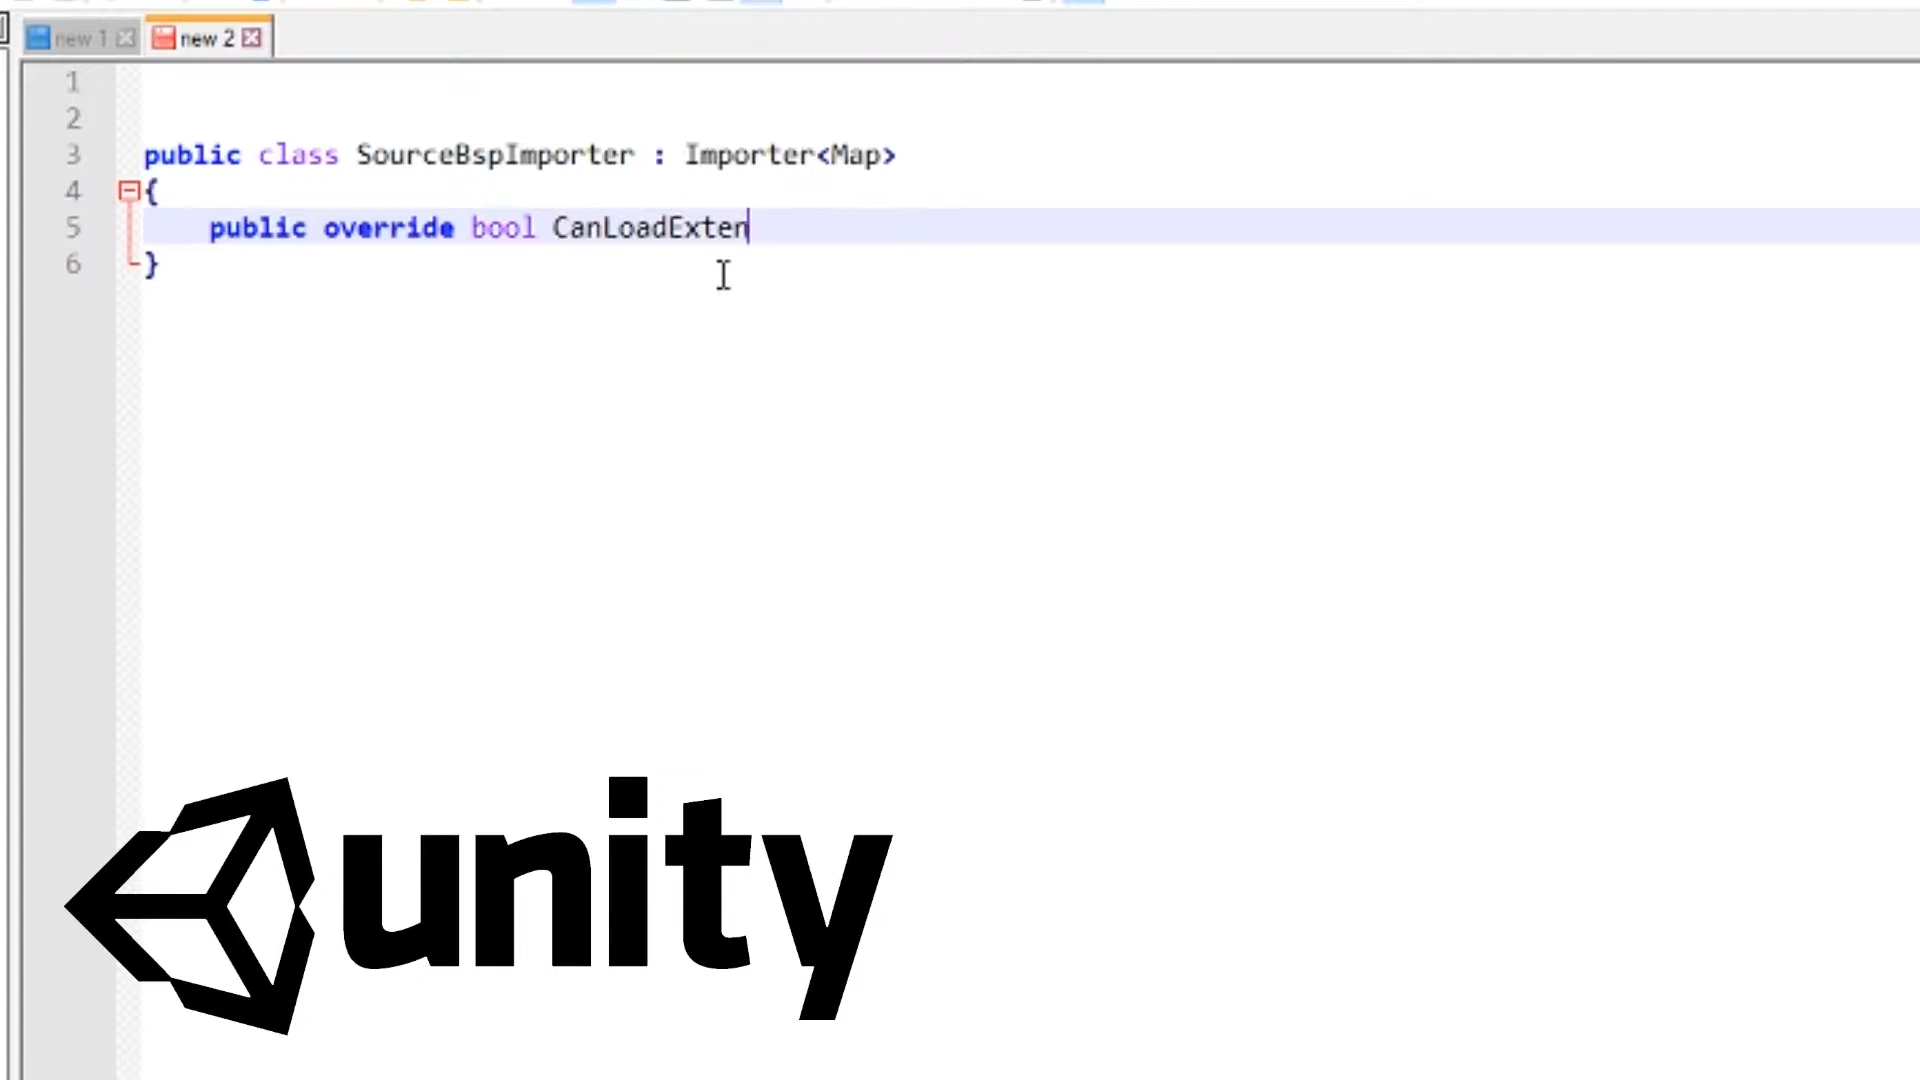 new 1 new 2
1
2
3 public class SourceBspImporter : Importer<Map>
4 {
5 public override bool CanLoadExten
6 }
unity